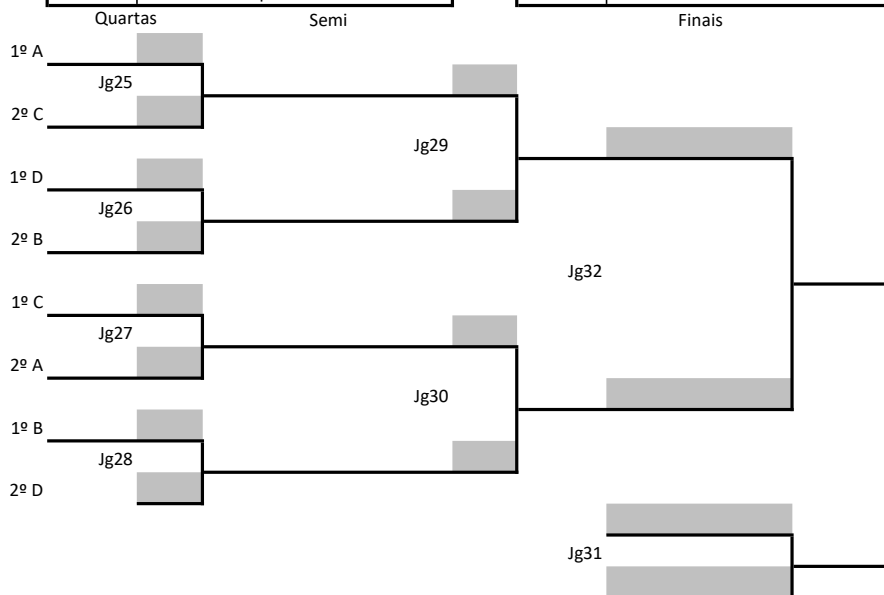 Quartas Semi Finais
1º A
Jg25
2º C
Jg29
1º D
Jg26
2º B
Jg32
1º C
Jg27
2º A
Jg30
1º B
Jg28
2º D
Jg31